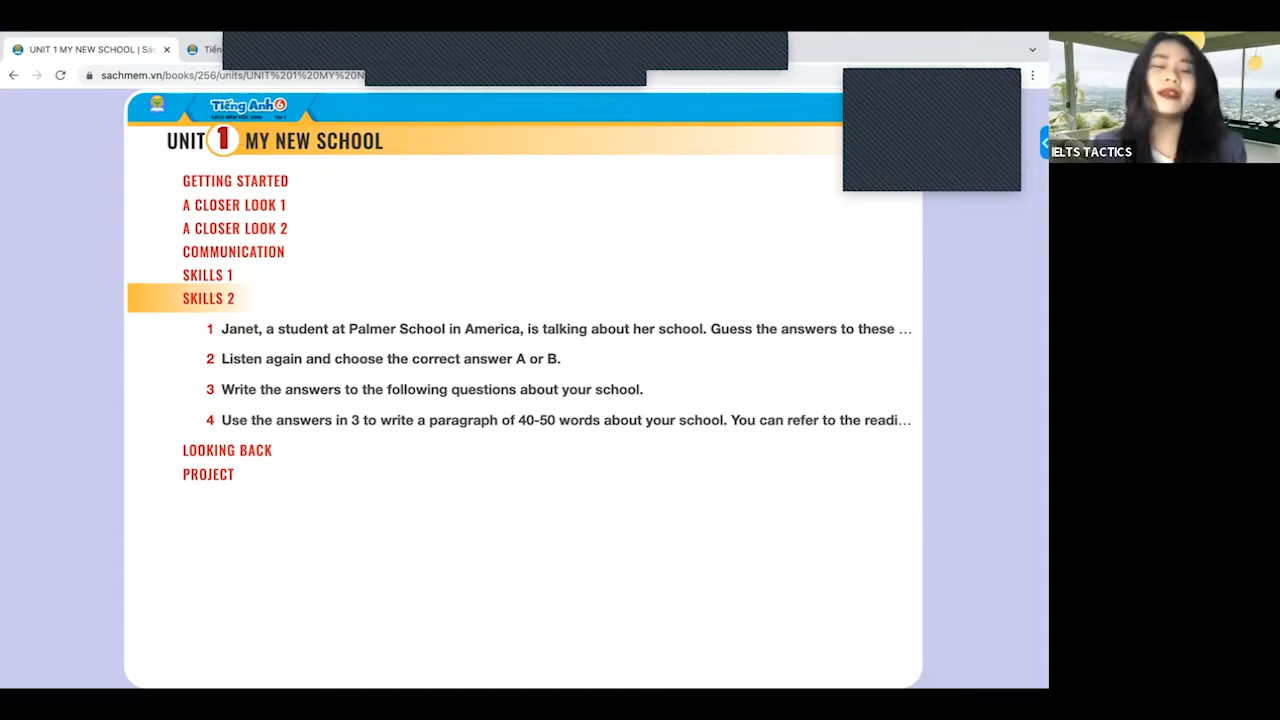 UNIT 1 MY NEW SCHOOL | Sác
Tiến
sachmem.vn/books/256/units/UNIT%201%20MY%20N
Tiếng Anh 6
UNIT 1 MY NEW SCHOOL
IELTS TACTICS
GETTING STARTED
A CLOSER LOOK 1
A CLOSER LOOK 2
COMMUNICATION
SKILLS 1
SKILLS 2
1 Janet, a student at Palmer School in America, is talking about her school. Guess the answers to these ...
2 Listen again and choose the correct answer A or B.
3 Write the answers to the following questions about your school.
4 Use the answers in 3 to write a paragraph of 40-50 words about your school. You can refer to the readi...
LOOKING BACK
PROJECT